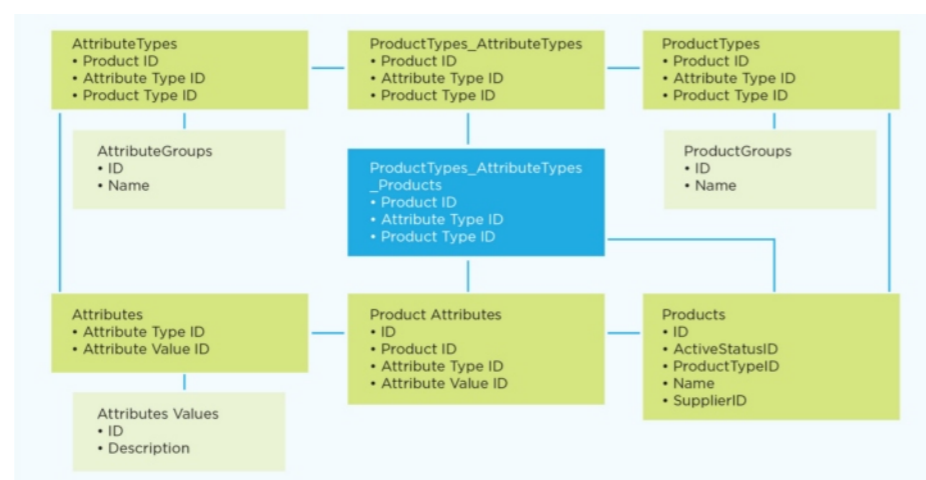 AttributeTypes
• Product ID
• Attribute Type ID
• Product Type ID
ProductTypes_AttributeTypes
• Product ID
• Attribute Type ID
• Product Type ID
ProductTypes
• Product ID
• Attribute Type ID
• Product Type ID
AttributeGroups
• ID
• Name
ProductTypes_AttributeTypes
_Products
• Product ID
• Attribute Type ID
• Product Type ID
ProductGroups
• ID
• Name
Attributes
• Attribute Type ID
• Attribute Value ID
Product Attributes
• ID
• Product ID
• Attribute Type ID
• Attribute Value ID
Products
• ID
• ActiveStatusID
• ProductTypeID
• Name
• SupplierID
Attributes Values
• ID
• Description